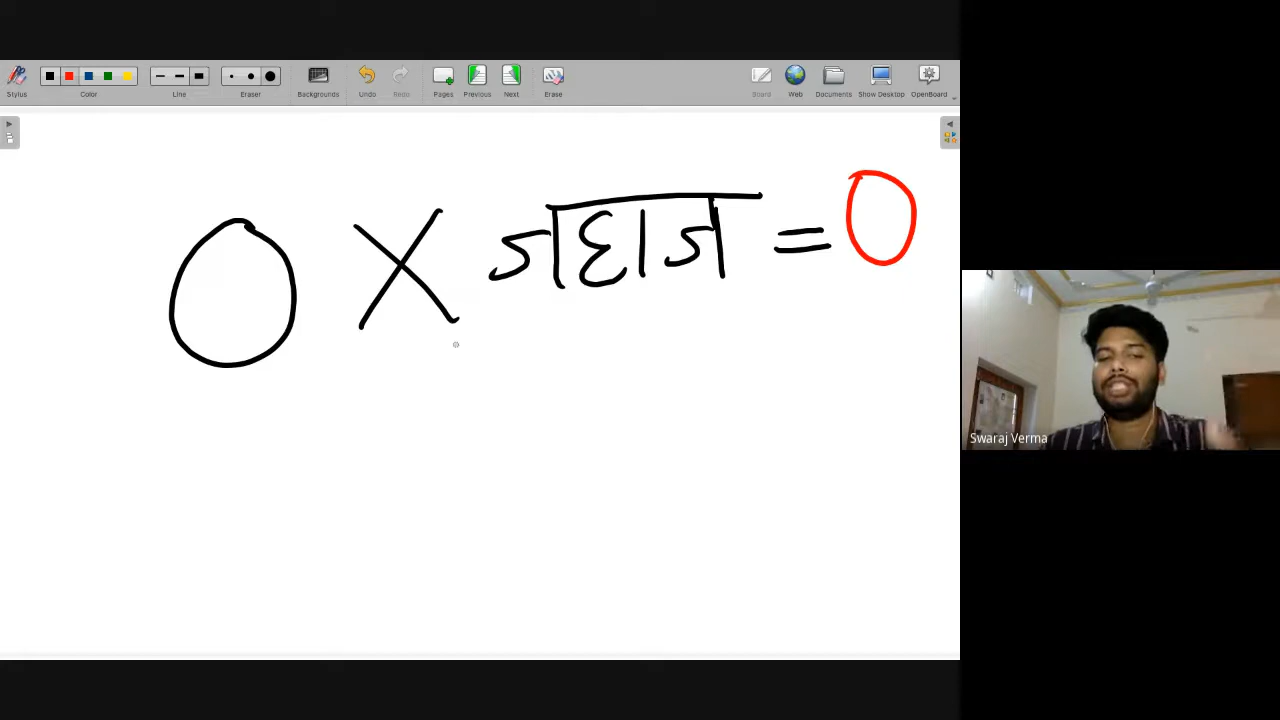 Stylus Color Line Eraser Backgrounds Undo Redo Pages Previous Next Erase Board Web Documents Show Desktop OpenBoard
0 X जहाज = 0
Swaraj Verma